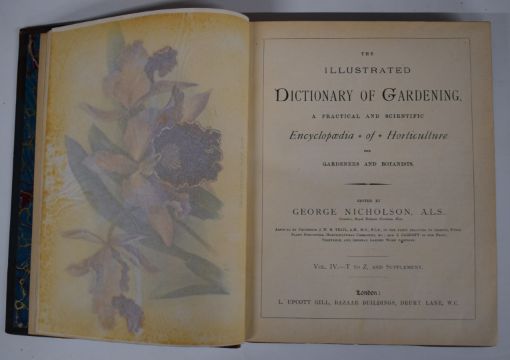 THE
ILLUSTRATED
DICTIONARY OF GARDENING,
A PRACTICAL AND SCIENTIFIC
Encyclopædia of Horticulture
FOR
GARDENERS AND BOTANISTS.
EDITED BY
GEORGE NICHOLSON, A.L.S.
VOL. IV.—T TO Z, AND SUPPLEMENT.
London:
L. UPCOTT GILL, BAZAAR BUILDINGS, DRURY LANE, W.C.